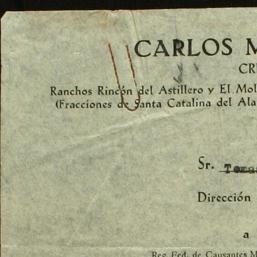 CARLOS M
CR
Ranchos Rincón del Astillero y El Mol
(Fracciones de Santa Catalina del Ala
Sr.
Dirección
a
Reg. Fed. de Causantes M